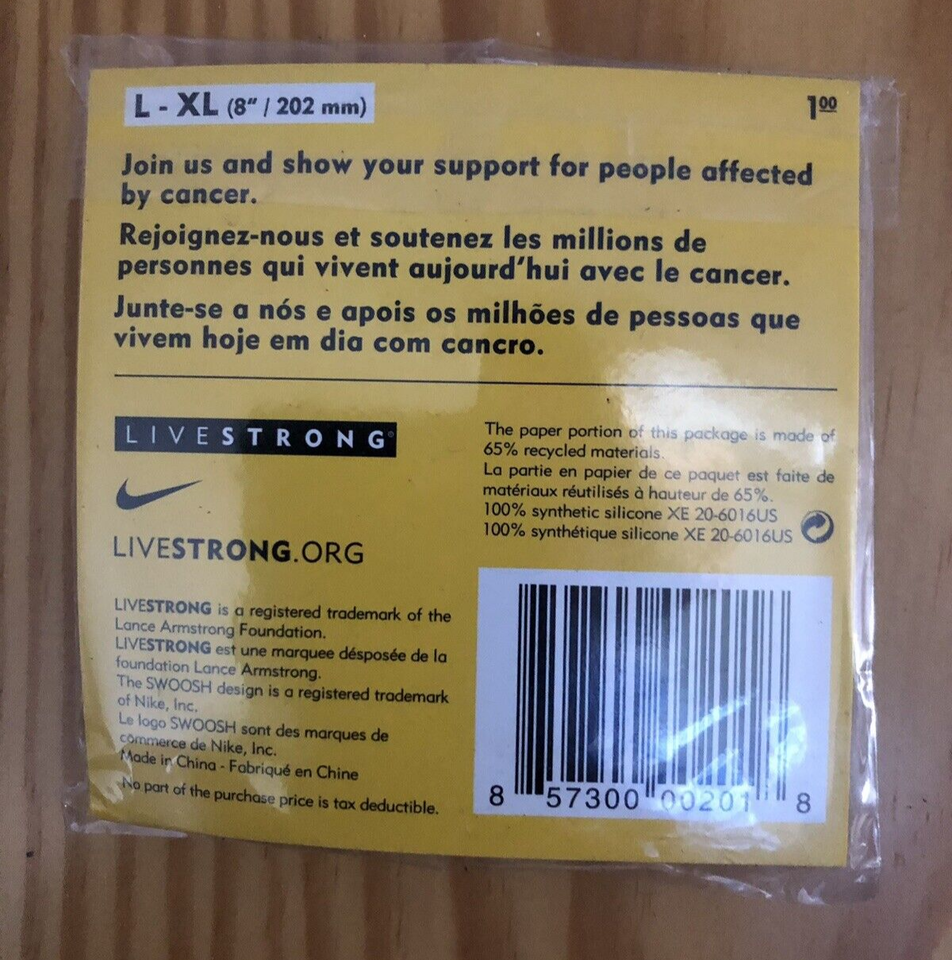 L - XL (8" / 202 mm)
1⁰⁰
Join us and show your support for people affected
by cancer.
Rejoignez-nous et soutenez les millions de
personnes qui vivent aujourd'hui avec le cancer.
Junte-se a nós e apois os milhões de pessoas que
vivem hoje em dia com cancro.
LIVESTRONG®
LIVESTRONG.ORG
LIVESTRONG is a registered trademark of the
Lance Armstrong Foundation.
LIVESTRONG est une marquee désposée de la
foundation Lance Armstrong.
The SWOOSH design is a registered trademark
of Nike, Inc.
Le logo SWOOSH sont des marques de
commerce de Nike, Inc.
Made in China - Fabriqué en Chine
No part of the purchase price is tax deductible.
The paper portion of this package is made of
65% recycled materials.
La partie en papier de ce paquet est faite de
matériaux réutilisés à hauteur de 65%.
100% synthetic silicone XE 20-6016US
100% synthétique silicone XE 20-6016US
8 57300 00201 8